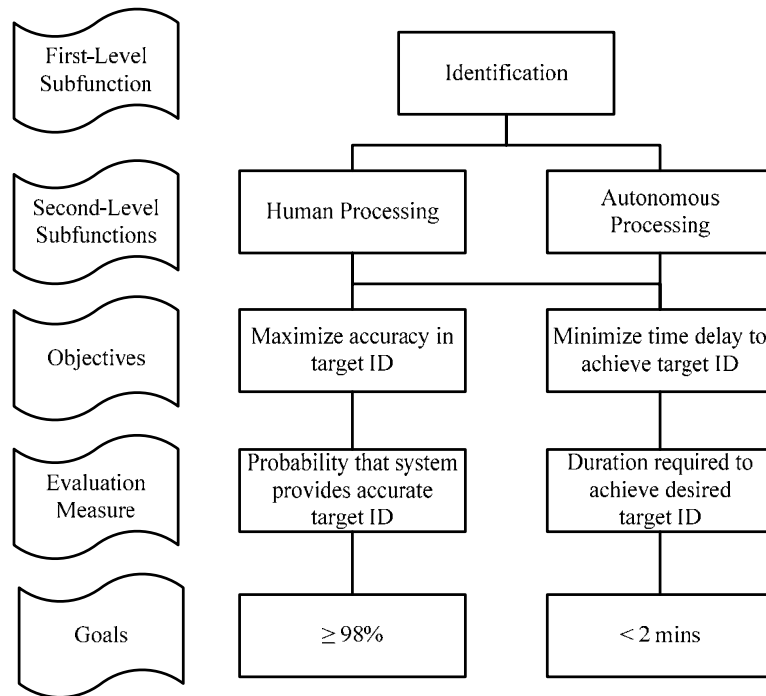 First-Level
Subfunction
Identification
Second-Level
Subfunctions
Human Processing
Autonomous
Processing
Objectives
Maximize accuracy in
target ID
Minimize time delay to
achieve target ID
Evaluation
Measure
Probability that system
provides accurate
target ID
Duration required to
achieve desired
target ID
Goals
≥ 98%
< 2 mins